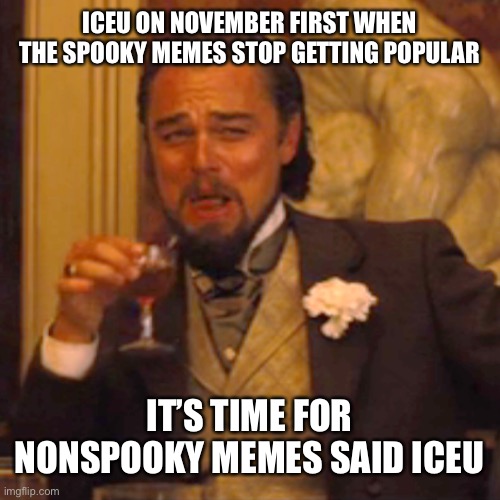 ICEU ON NOVEMBER FIRST WHEN
THE SPOOKY MEMES STOP GETTING POPULAR
IT’S TIME FOR
NONSPOOKY MEMES SAID ICEU
imgflip.com